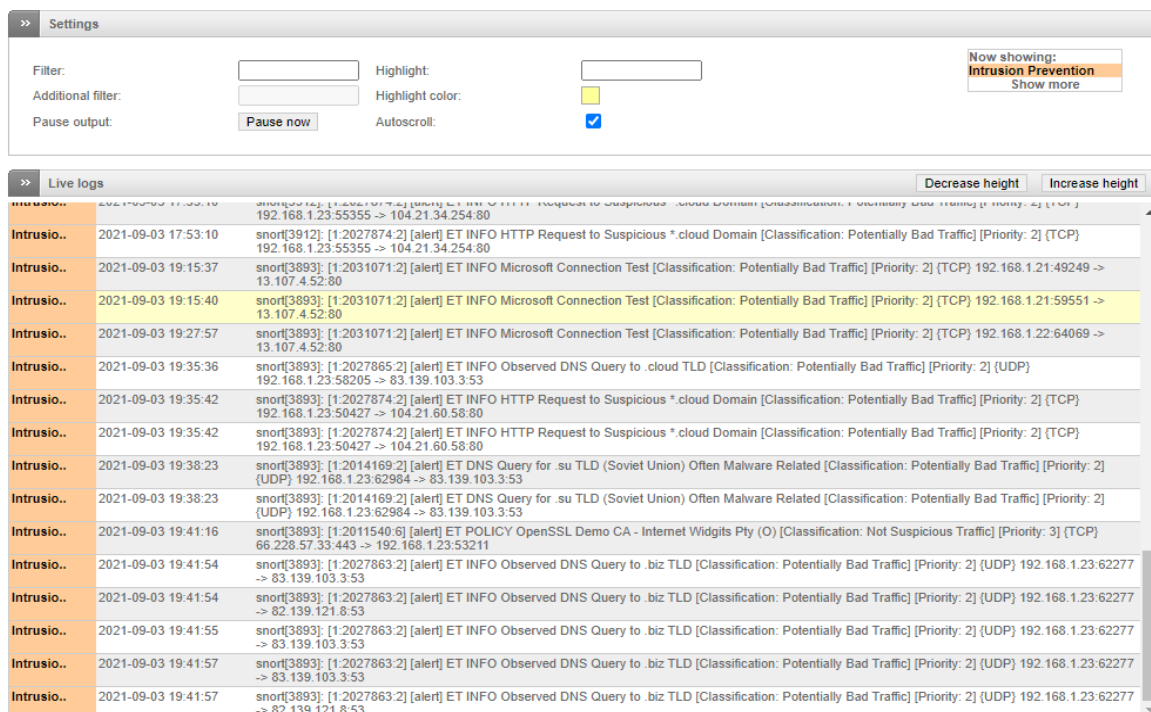 Settings
Filter:
Highlight:
Now showing:
Intrusion Prevention
Show more
Additional filter:
Highlight color:
Pause output:
Pause now
Autoscroll:
Live logs
Decrease height
Increase height
192.168.1.23:55355 -> 104.21.34.254:80
Intrusio.. 2021-09-03 17:53:10 snort[3912]: [1:2027874:2] [alert] ET INFO HTTP Request to Suspicious *.cloud Domain [Classification: Potentially Bad Traffic] [Priority: 2] {TCP}
192.168.1.23:55355 -> 104.21.34.254:80
Intrusio.. 2021-09-03 19:15:37 snort[3893]: [1:2031071:2] [alert] ET INFO Microsoft Connection Test [Classification: Potentially Bad Traffic] [Priority: 2] {TCP} 192.168.1.21:49249 ->
13.107.4.52:80
Intrusio.. 2021-09-03 19:15:40 snort[3893]: [1:2031071:2] [alert] ET INFO Microsoft Connection Test [Classification: Potentially Bad Traffic] [Priority: 2] {TCP} 192.168.1.21:59551 ->
13.107.4.52:80
Intrusio.. 2021-09-03 19:27:57 snort[3893]: [1:2031071:2] [alert] ET INFO Microsoft Connection Test [Classification: Potentially Bad Traffic] [Priority: 2] {TCP} 192.168.1.22:64069 ->
13.107.4.52:80
Intrusio.. 2021-09-03 19:35:36 snort[3893]: [1:2027865:2] [alert] ET INFO Observed DNS Query to .cloud TLD [Classification: Potentially Bad Traffic] [Priority: 2] {UDP}
192.168.1.23:58205 -> 83.139.103.3:53
Intrusio.. 2021-09-03 19:35:42 snort[3893]: [1:2027874:2] [alert] ET INFO HTTP Request to Suspicious *.cloud Domain [Classification: Potentially Bad Traffic] [Priority: 2] {TCP}
192.168.1.23:50427 -> 104.21.60.58:80
Intrusio.. 2021-09-03 19:35:42 snort[3893]: [1:2027874:2] [alert] ET INFO HTTP Request to Suspicious *.cloud Domain [Classification: Potentially Bad Traffic] [Priority: 2] {TCP}
192.168.1.23:50427 -> 104.21.60.58:80
Intrusio.. 2021-09-03 19:38:23 snort[3893]: [1:2014169:2] [alert] ET DNS Query for .su TLD (Soviet Union) Often Malware Related [Classification: Potentially Bad Traffic] [Priority: 2]
{UDP} 192.168.1.23:62984 -> 83.139.103.3:53
Intrusio.. 2021-09-03 19:38:23 snort[3893]: [1:2014169:2] [alert] ET DNS Query for .su TLD (Soviet Union) Often Malware Related [Classification: Potentially Bad Traffic] [Priority: 2]
{UDP} 192.168.1.23:62984 -> 83.139.103.3:53
Intrusio.. 2021-09-03 19:41:16 snort[3893]: [1:2011540:6] [alert] ET POLICY OpenSSL Demo CA - Internet Widgits Pty (O) [Classification: Not Suspicious Traffic] [Priority: 3] {TCP}
66.228.57.33:443 -> 192.168.1.23:53211
Intrusio.. 2021-09-03 19:41:54 snort[3893]: [1:2027863:2] [alert] ET INFO Observed DNS Query to .biz TLD [Classification: Potentially Bad Traffic] [Priority: 2] {UDP} 192.168.1.23:62277
-> 83.139.103.3:53
Intrusio.. 2021-09-03 19:41:54 snort[3893]: [1:2027863:2] [alert] ET INFO Observed DNS Query to .biz TLD [Classification: Potentially Bad Traffic] [Priority: 2] {UDP} 192.168.1.23:62277
-> 82.139.121.8:53
Intrusio.. 2021-09-03 19:41:55 snort[3893]: [1:2027863:2] [alert] ET INFO Observed DNS Query to .biz TLD [Classification: Potentially Bad Traffic] [Priority: 2] {UDP} 192.168.1.23:62277
-> 83.139.103.3:53
Intrusio.. 2021-09-03 19:41:57 snort[3893]: [1:2027863:2] [alert] ET INFO Observed DNS Query to .biz TLD [Classification: Potentially Bad Traffic] [Priority: 2] {UDP} 192.168.1.23:62277
-> 83.139.103.3:53
Intrusio.. 2021-09-03 19:41:57 snort[3893]: [1:2027863:2] [alert] ET INFO Observed DNS Query to .biz TLD [Classification: Potentially Bad Traffic] [Priority: 2] {UDP} 192.168.1.23:62277
-> 82.139.121.8:53